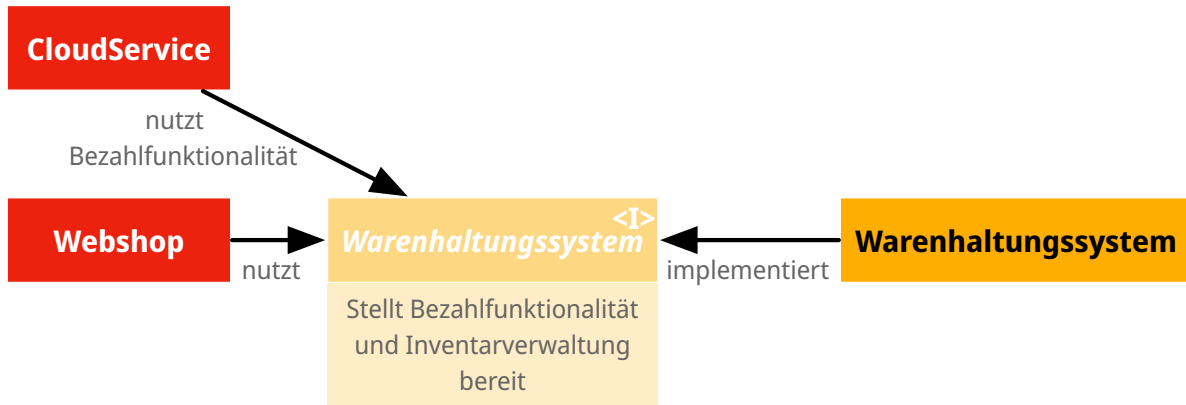 CloudService
nutzt
Bezahlfunktionalität
Webshop
nutzt
<I>
Warenhaltungssystem
Stellt Bezahlfunktionalität
und Inventarverwaltung
bereit
implementiert
Warenhaltungssystem